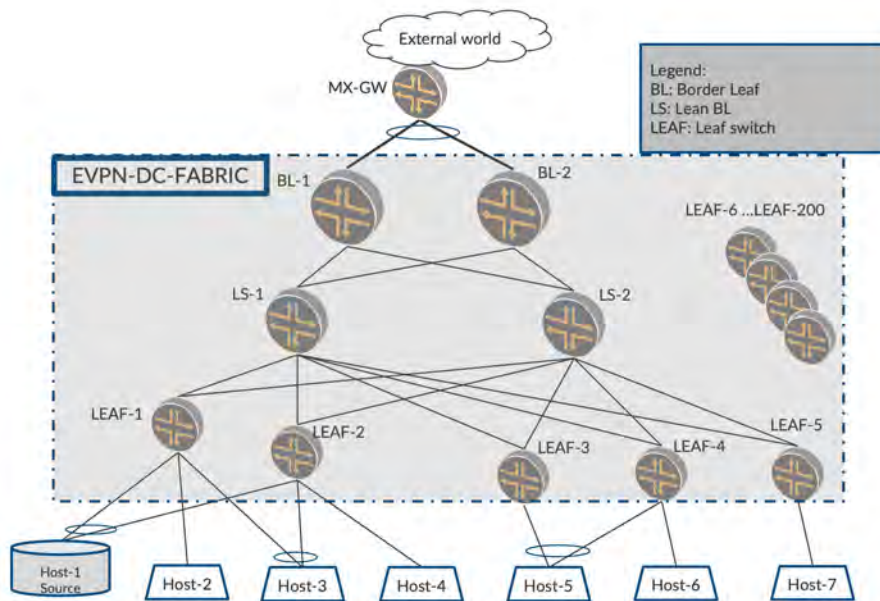 External world
MX-GW
Legend:
BL: Border Leaf
LS: Lean BL
LEAF: Leaf switch
EVPN-DC-FABRIC
BL-1
BL-2
LEAF-6 ...LEAF-200
LS-1
LS-2
LEAF-1
LEAF-2
LEAF-3
LEAF-4
LEAF-5
Host-1
Source
Host-2
Host-3
Host-4
Host-5
Host-6
Host-7